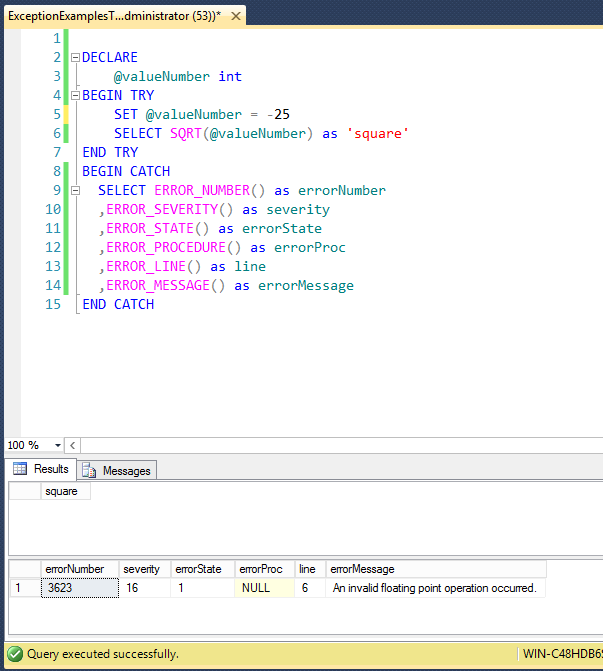 ExceptionExamplesT...dministrator (53))* ×
1
2 DECLARE
3 @valueNumber int
4 BEGIN TRY
5 SET @valueNumber = -25
6 SELECT SQRT(@valueNumber) as 'square'
7 END TRY
8 BEGIN CATCH
9 SELECT ERROR_NUMBER() as errorNumber
10 ,ERROR_SEVERITY() as severity
11 ,ERROR_STATE() as errorState
12 ,ERROR_PROCEDURE() as errorProc
13 ,ERROR_LINE() as line
14 ,ERROR_MESSAGE() as errorMessage
15 END CATCH
100 %
Results Messages
square
errorNumber severity errorState errorProc line errorMessage
1 3623 16 1 NULL 6 An invalid floating point operation occurred.
Query executed successfully. WIN-C48HDB6S